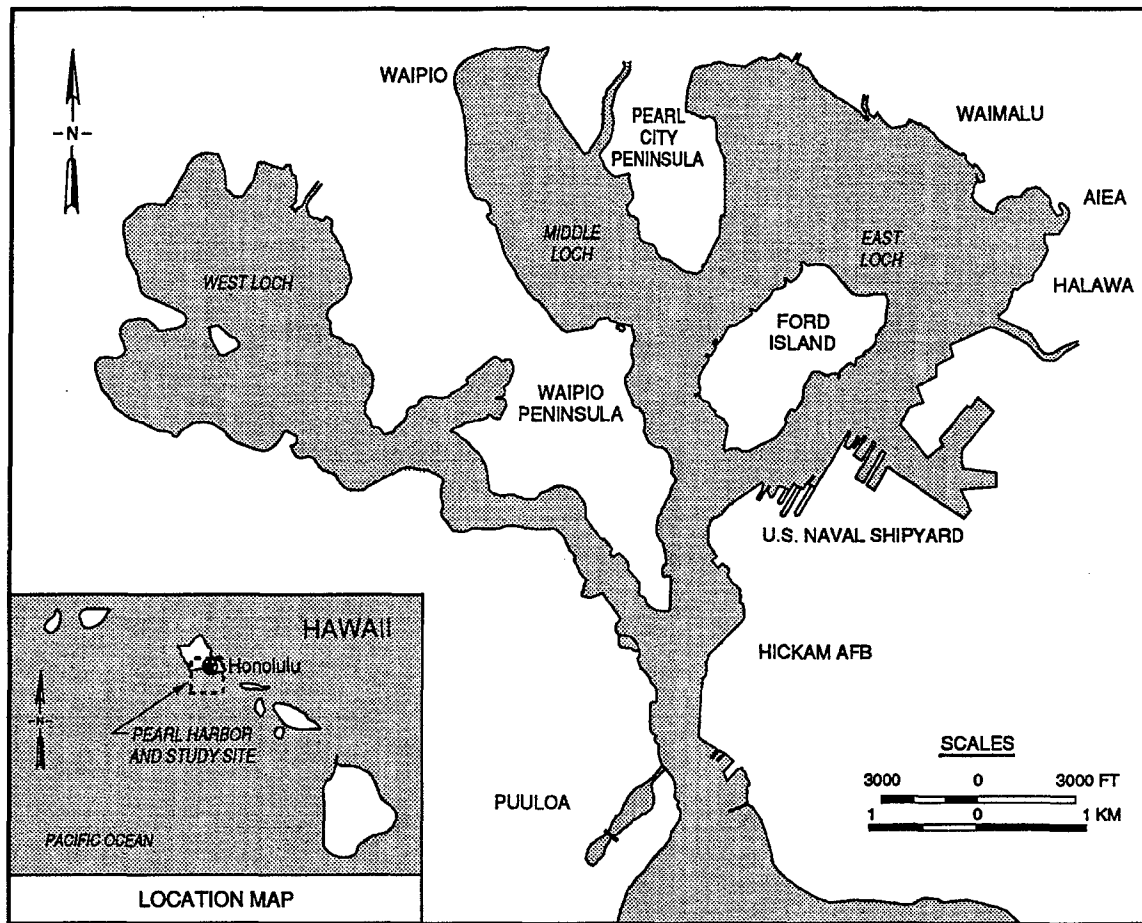 WAIPIO
-N-
PEARL
CITY
PENINSULA
WAIMALU
AIEA
MIDDLE
LOCH
EAST
LOCH
WEST LOCH
HALAWA
FORD
ISLAND
WAIPIO
PENINSULA
U.S. NAVAL SHIPYARD
HICKAM AFB
HAWAII
Honolulu
-N-
PEARL HARBOR
AND STUDY SITE
PACIFIC OCEAN
LOCATION MAP
PUULOA
SCALES
3000 0 3000 FT
1 0 1 KM